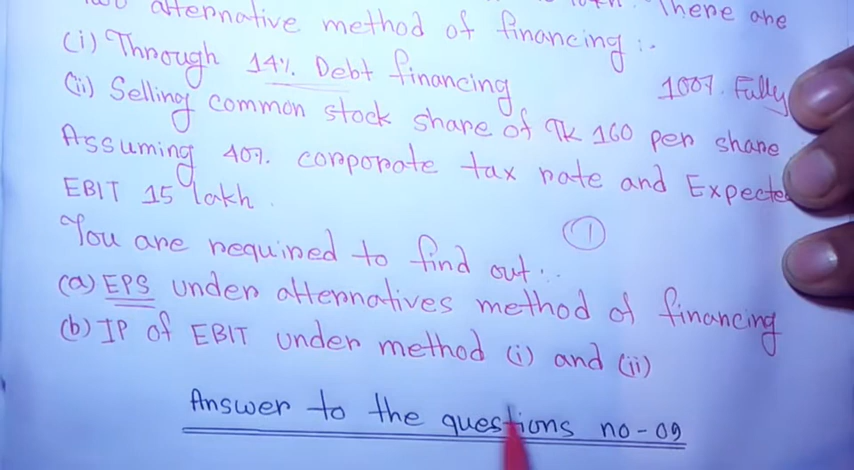 alternative method of financing :-
(i) Through 14% Debt financing
100% Fully
(ii) Selling common stock share of Tk 160 per share
Assuming 40% corporate tax rate and Expected
EBIT 15 lakh.
You are required to find out :-
1
(a) EPS under alternatives method of financing
(b) IP of EBIT under method (i) and (ii)
Answer to the questions no-09